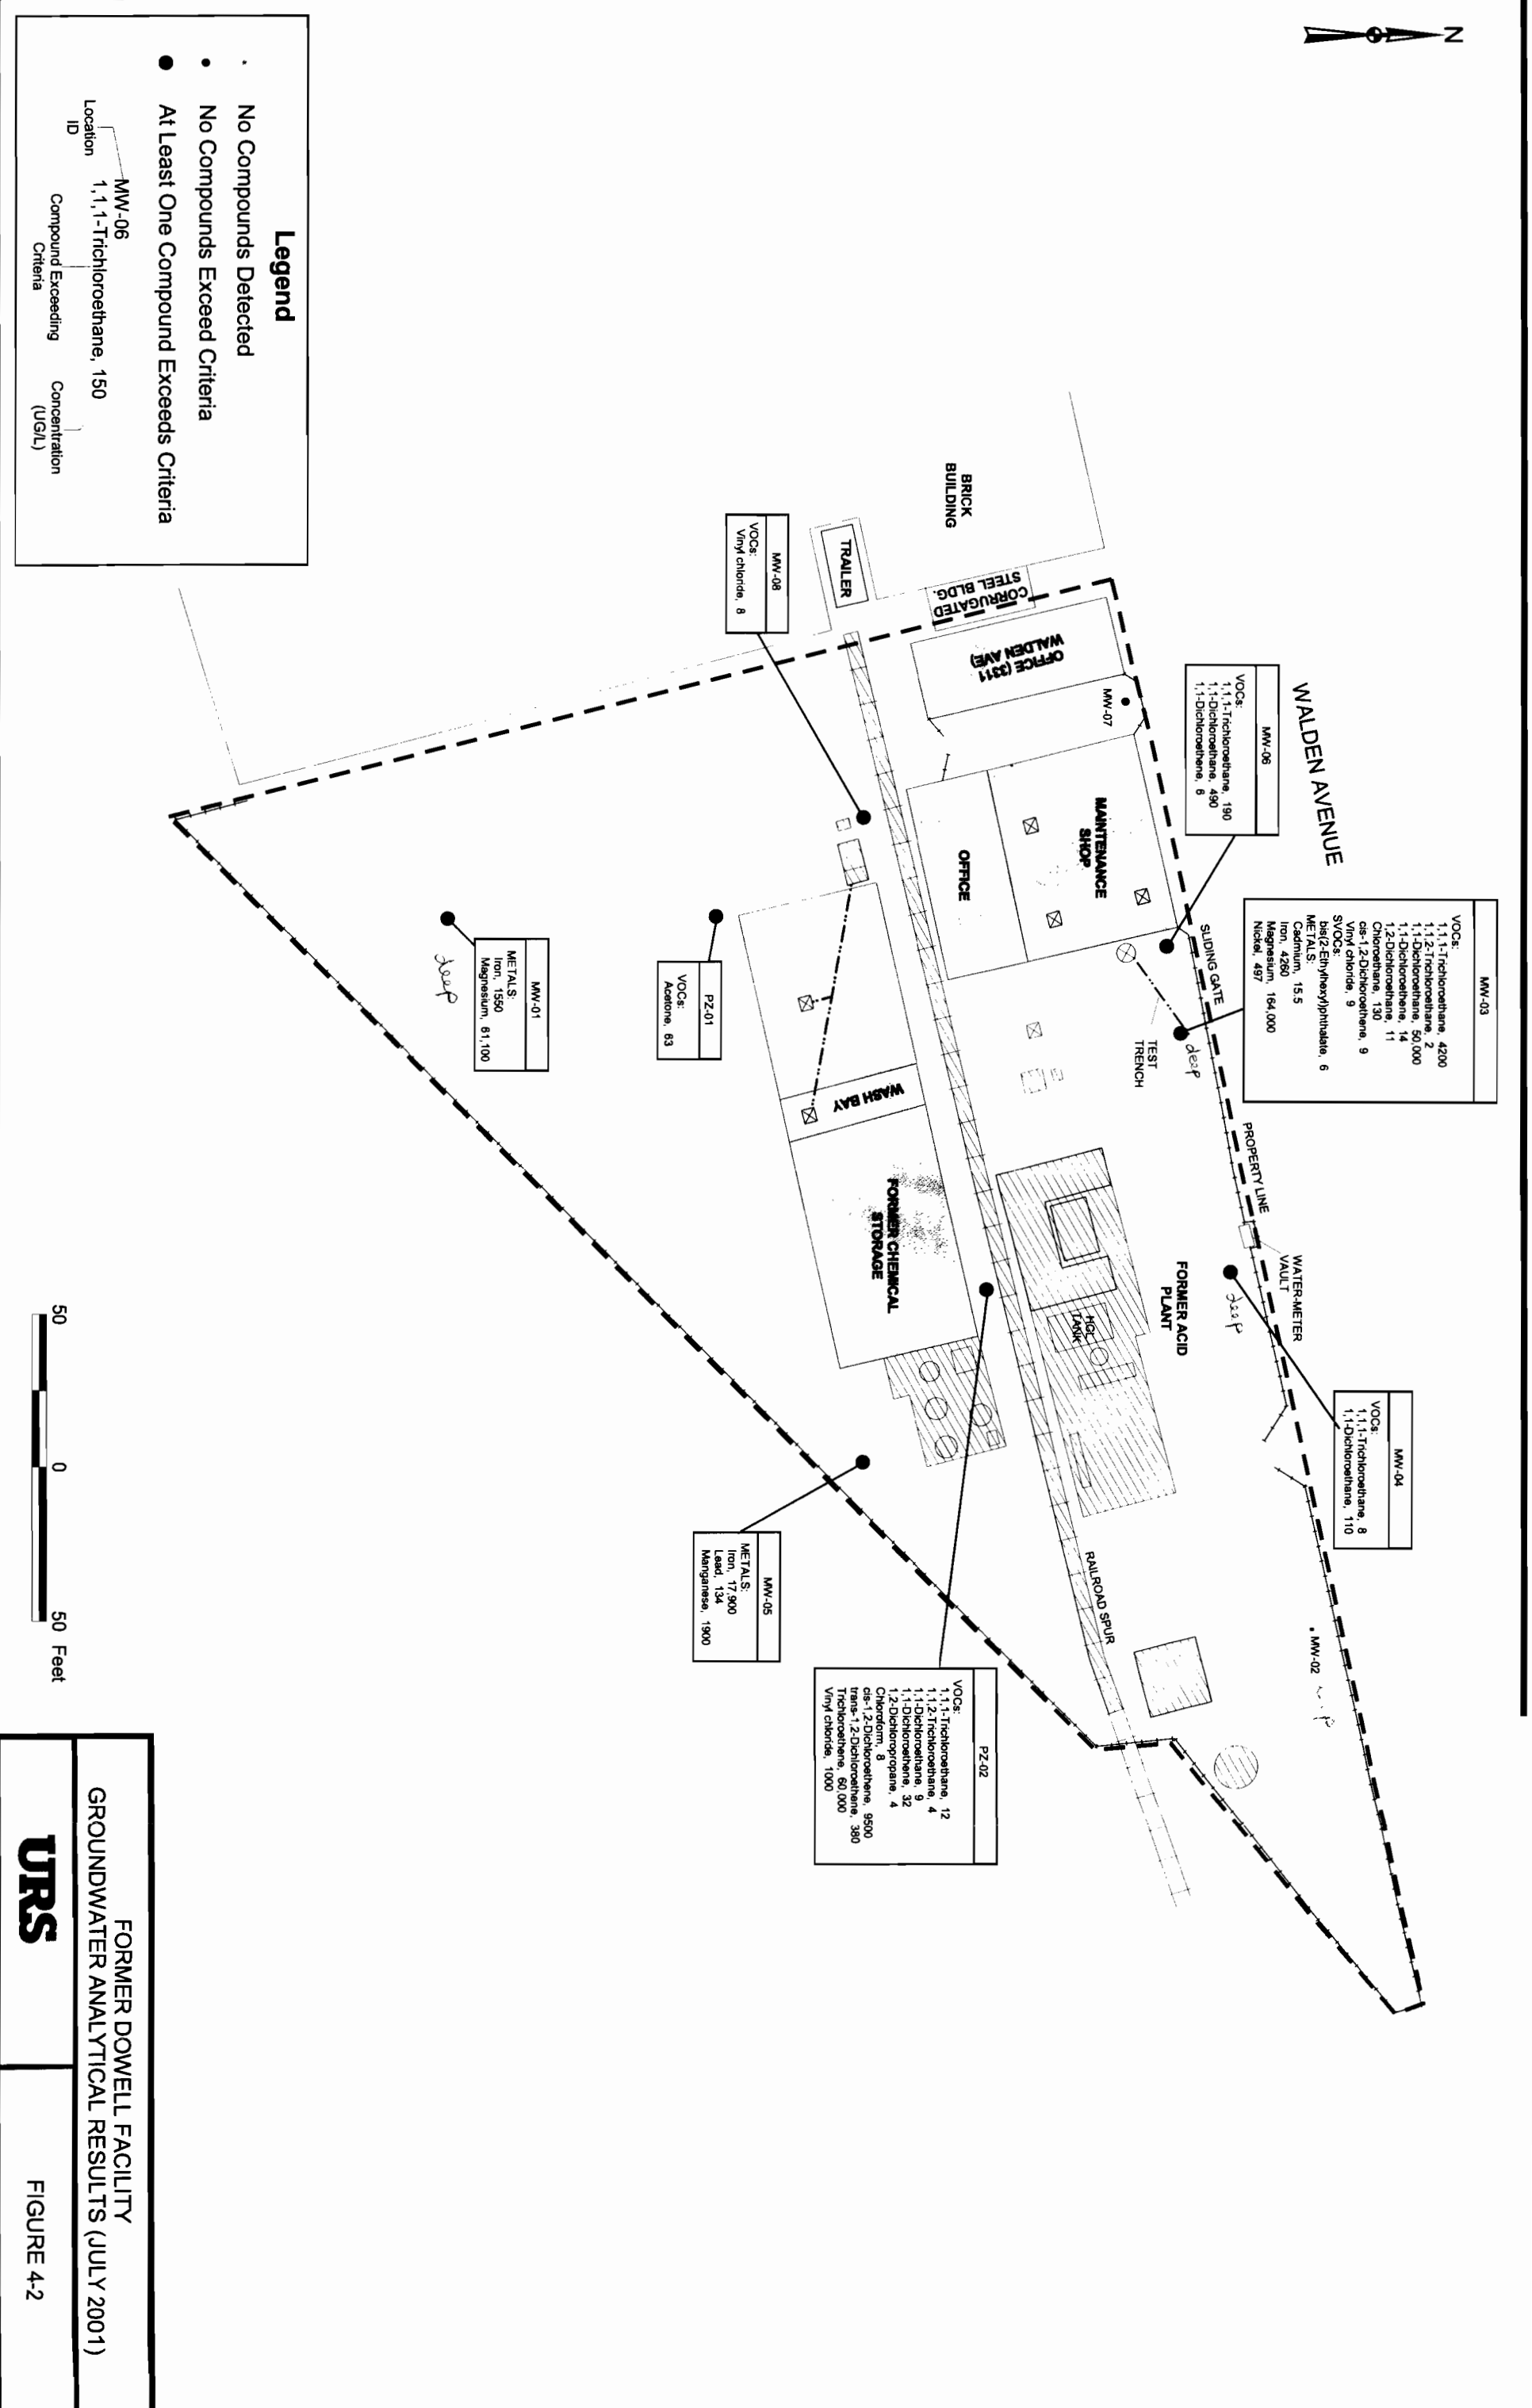 N
WALDEN AVENUE
MW-03
VOCs:
1,1,1-Trichloroethane, 4200
1,1,2-Trichloroethane, 2
1,1-Dichloroethane, 50,000
1,1-Dichloroethene, 14
1,2-Dichloroethane, 11
Chloroethane, 130
cis-1,2-Dichloroethene, 9
Vinyl chloride, 9
SVOCs:
bis(2-Ethylhexyl)phthalate, 6
METALS:
Cadmium, 15.5
Iron, 4260
Magnesium, 164,000
Nickel, 497
MW-04
VOCs:
1,1,1-Trichloroethane, 8
1,1-Dichloroethane, 110
MW-06
VOCs:
1,1,1-Trichloroethane, 190
1,1-Dichloroethane, 490
1,1-Dichloroethene, 6
MW-02
SLIDING GATE
PROPERTY LINE
WATER-METER
VAULT
deep
deep
TEST
TRENCH
MW-07
OFFICE (3311
WALDEN AVE)
CORRUGATED
STEEL BLDG.
BRICK
BUILDING
TRAILER
MAINTENANCE
SHOP
OFFICE
FORMER ACID
PLANT
HCL
TANK
RAILROAD SPUR
WASH BAY
FORMER CHEMICAL
STORAGE
MW-08
VOCs:
Vinyl chloride, 8
PZ-01
VOCs:
Acetone, 63
MW-01
METALS:
Iron, 1550
Magnesium, 61,100
deep
MW-05
METALS:
Iron, 17,900
Lead, 134
Manganese, 1900
PZ-02
VOCs:
1,1,1-Trichloroethane, 12
1,1,2-Trichloroethane, 4
1,1-Dichloroethane, 9
1,1-Dichloroethene, 32
1,2-Dichloropropane, 4
Chloroform, 8
cis-1,2-Dichloroethene, 9500
trans-1,2-Dichloroethene, 380
Trichloroethene, 60,000
Vinyl chloride, 1000
Legend
No Compounds Detected
No Compounds Exceed Criteria
At Least One Compound Exceeds Criteria
MW-06
1,1,1-Trichloroethane, 150
Location
ID
Compound Exceeding
Criteria
Concentration
(UG/L)
50 0 50 Feet
FORMER DOWELL FACILITY
GROUNDWATER ANALYTICAL RESULTS (JULY 2001)
URS
FIGURE 4-2